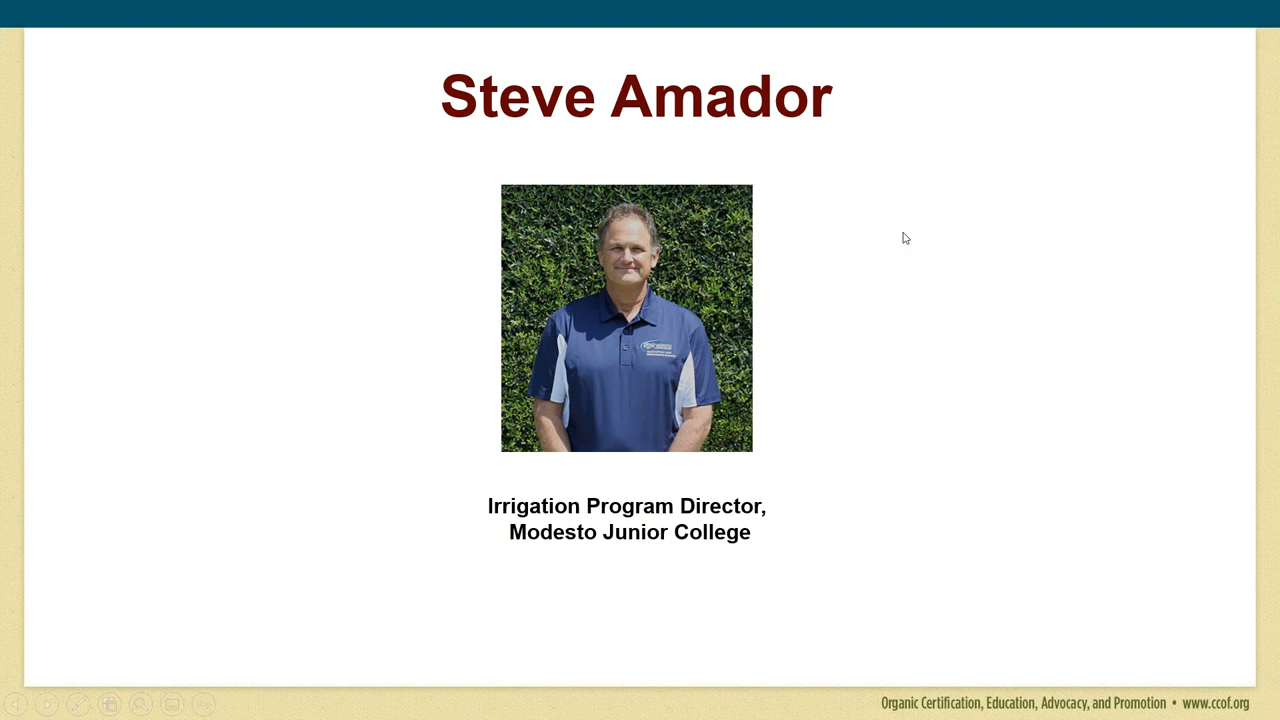 Steve Amador
Irrigation Program Director,
Modesto Junior College
Organic Certification, Education, Advocacy, and Promotion • www.ccof.org